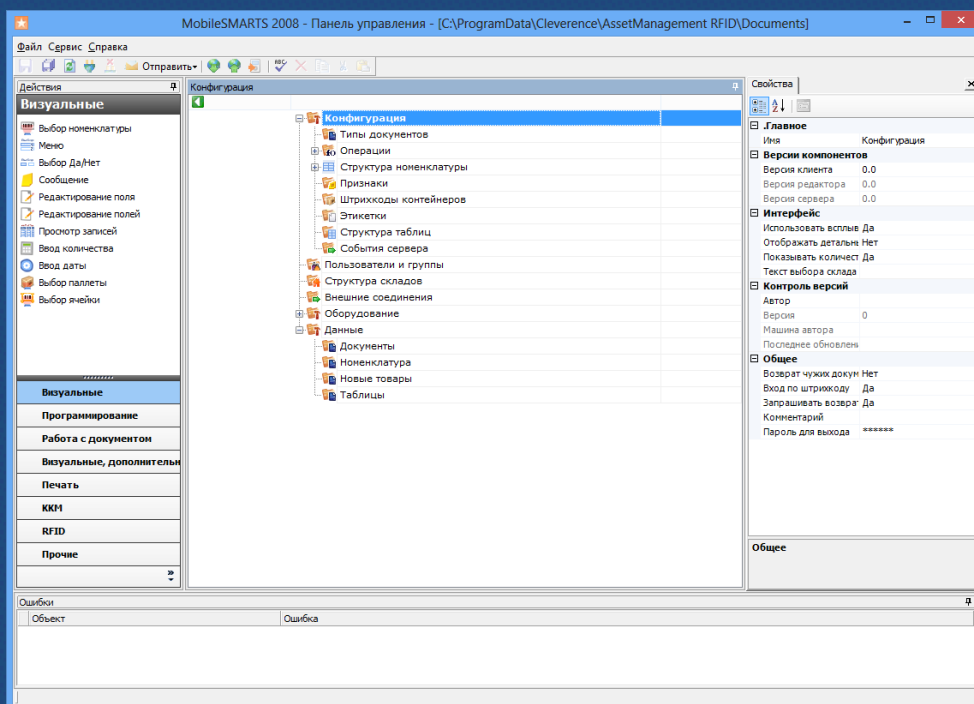 MobileSMARTS 2008 - Панель управления - [C:\ProgramData\Cleverence\AssetManagement RFID\Documents]
Файл Сервис Справка
Отправить
Действия
Визуальные
Выбор номенклатуры
Меню
Выбор Да/Нет
Сообщение
Редактирование поля
Редактирование полей
Просмотр записей
Ввод количества
Ввод даты
Выбор паллеты
Выбор ячейки
Визуальные
Программирование
Работа с документом
Визуальные, дополнительн
Печать
ККМ
RFID
Прочие
Конфигурация
Конфигурация
Типы документов
Операции
Структура номенклатуры
Признаки
Штрихкоды контейнеров
Этикетки
Структура таблиц
События сервера
Пользователи и группы
Структура складов
Внешние соединения
Оборудование
Данные
Документы
Номенклатура
Новые товары
Таблицы
Свойства
.Главное
Имя Конфигурация
Версии компонентов
Версия клиента 0.0
Версия редактора 0.0
Версия сервера 0.0
Интерфейс
Использовать всплыв Да
Отображать детальн Нет
Показывать количест Да
Текст выбора склада
Контроль версий
Автор
Версия 0
Машина автора
Последнее обновлен
Общее
Возврат чужих докум Нет
Вход по штрихкоду Да
Запрашивать возвра Да
Комментарий
Пароль для выхода ******
Общее
Ошибки
Объект Ошибка